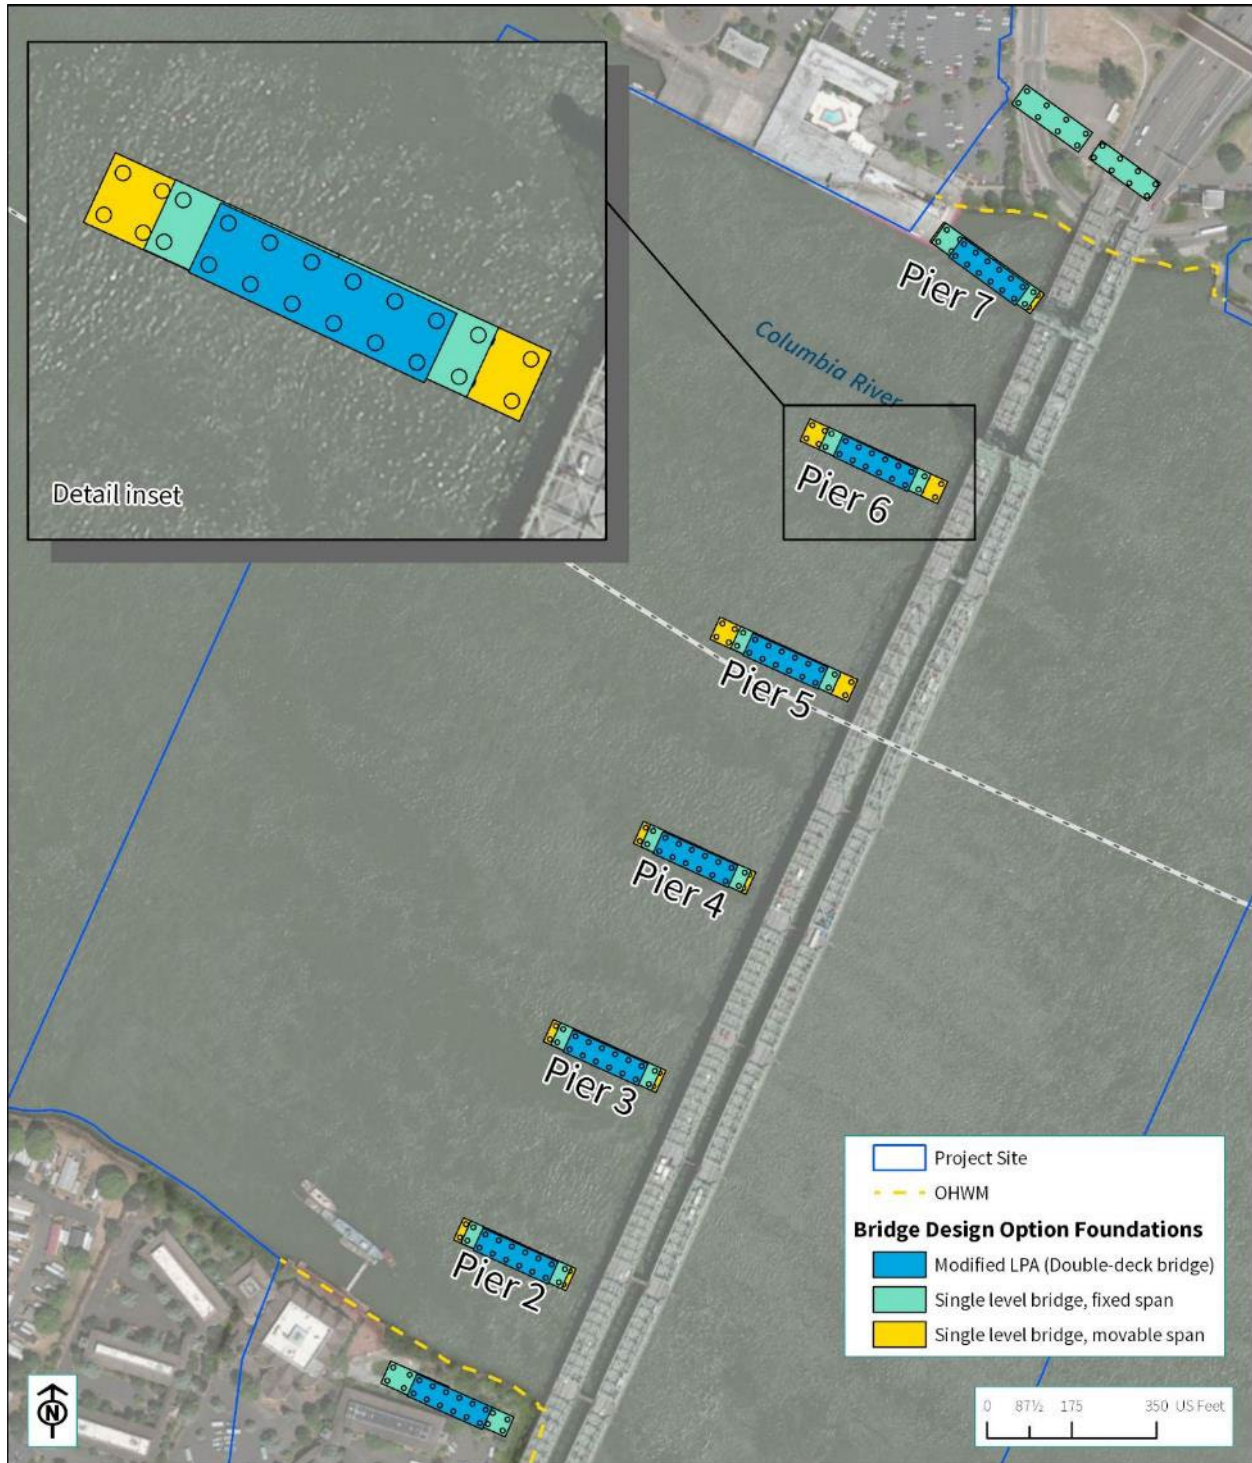 Detail inset
Pier 7
Columbia River
Pier 6
Pier 5
Pier 4
Pier 3
Pier 2
Project Site
OHWM
Bridge Design Option Foundations
Modified LPA (Double-deck bridge)
Single level bridge, fixed span
Single level bridge, movable span
N
0 87½ 175 350 US Feet